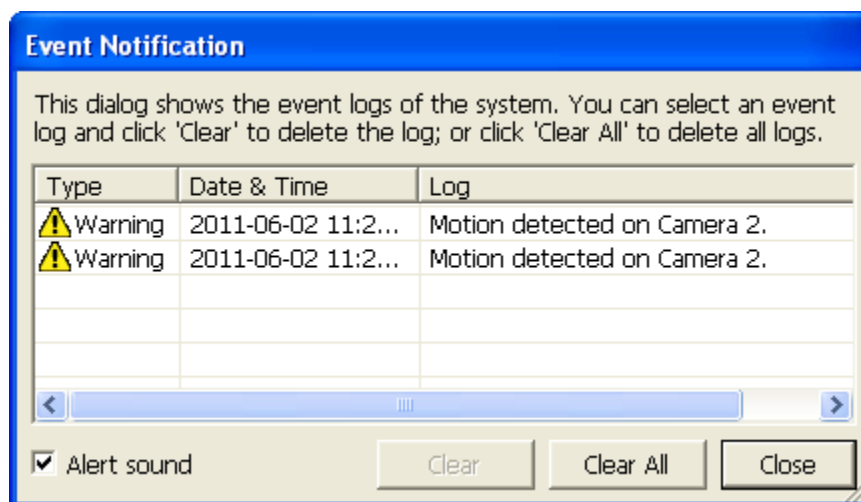 Event Notification
This dialog shows the event logs of the system. You can select an event
log and click 'Clear' to delete the log; or click 'Clear All' to delete all logs.
Type Date & Time Log
Warning 2011-06-02 11:2... Motion detected on Camera 2.
Warning 2011-06-02 11:2... Motion detected on Camera 2.
Alert sound Clear Clear All Close